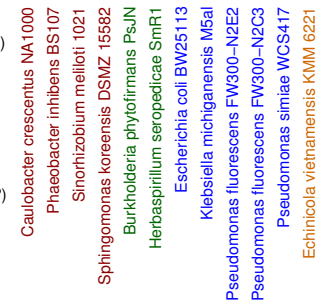 )
)
Caulobacter crescentus NA1000
Phaeobacter inhibens BS107
Sinorhizobium meliloti 1021
Sphingomonas koreensis DSMZ 15582
Burkholderia phytofirmans PsJN
Herbaspirillum seropedicae SmR1
Escherichia coli BW25113
Klebsiella michiganensis M5al
Pseudomonas fluorescens FW300−N2E2
Pseudomonas fluorescens FW300−N2C3
Pseudomonas simiae WCS417
Echinicola vietnamensis KMM 6221